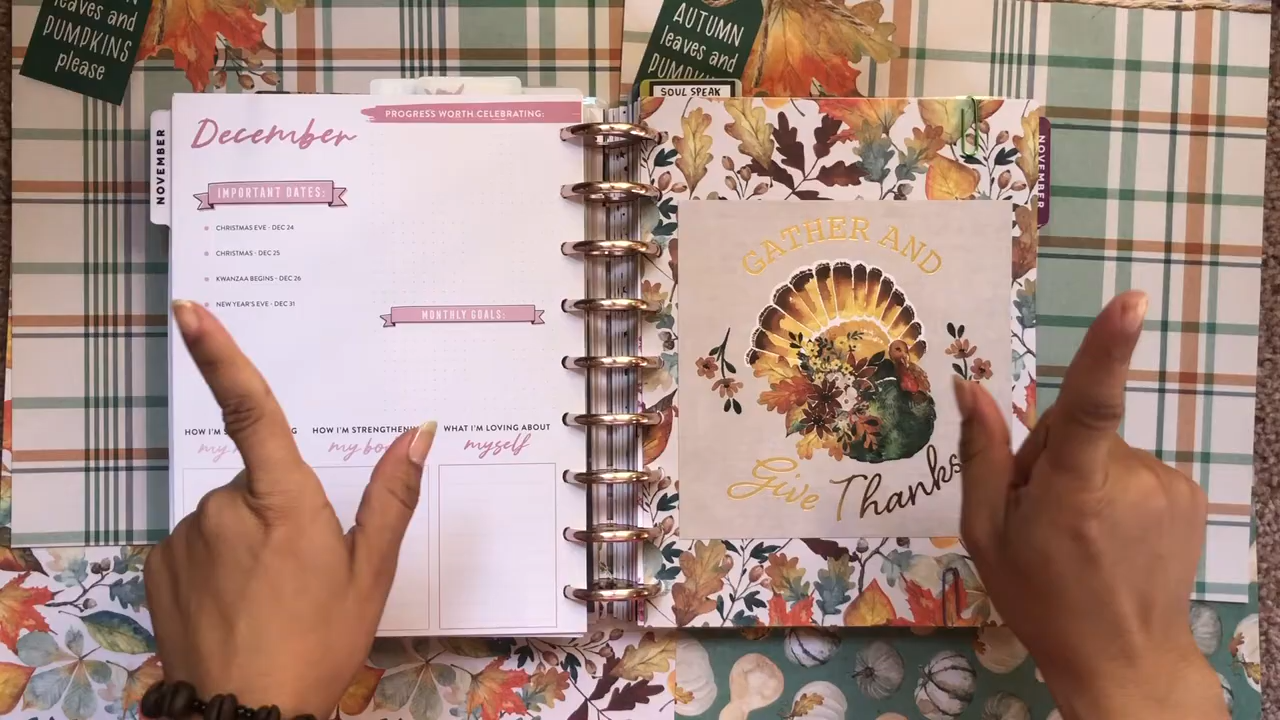 leaves and
PUMPKINS
please
AUTUMN
leaves and
SOUL SPEAK
NOVEMBER
December
PROGRESS WORTH CELEBRATING:
IMPORTANT DATES:
CHRISTMAS EVE - DEC 24
CHRISTMAS - DEC 25
KWANZAA BEGINS - DEC 26
NEW YEAR'S EVE - DEC 31
MONTHLY GOALS:
HOW I'M
my
HOW I'M
my
WHAT I'M LOVING ABOUT
myself
GATHER AND
Give Thanks
NOVEMBER